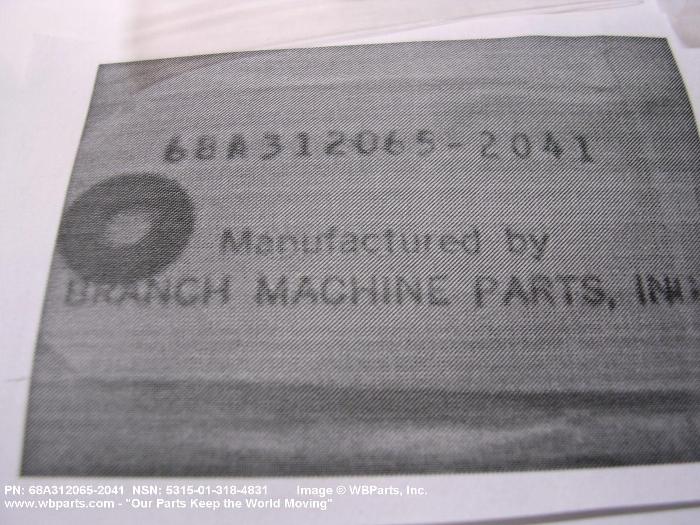 68A312065-2041
Manufactured by
BRANCH MACHINE PARTS,
PN: 68A312065-2041 NSN: 5315-01-318-4831 Image © WBParts, Inc.
www.wbparts.com - "Our Parts Keep the World Moving"